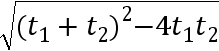 √((t₁ + t₂)² − 4t₁t₂)